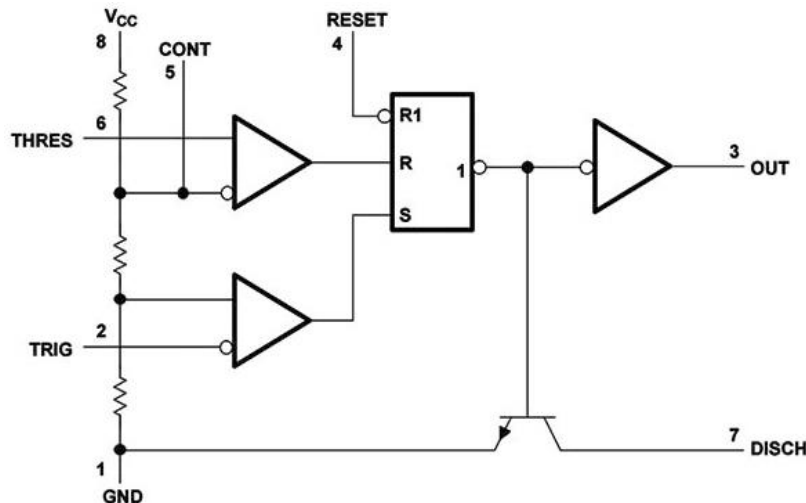 VCC
8
CONT
5
RESET
4
6
THRES
R1
R
1
S
3
OUT
2
TRIG
1
GND
7
DISCH